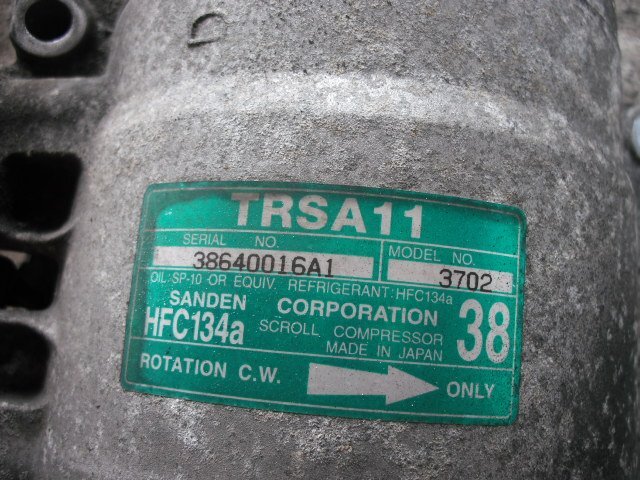 D
TRSA11
SERIAL NO. MODEL NO.
38640016A1 3702
OIL:SP-10 OR EQUIV. REFRIGERANT:HFC134a
SANDEN CORPORATION
HFC134a SCROLL COMPRESSOR 38
MADE IN JAPAN
ROTATION C.W. ONLY